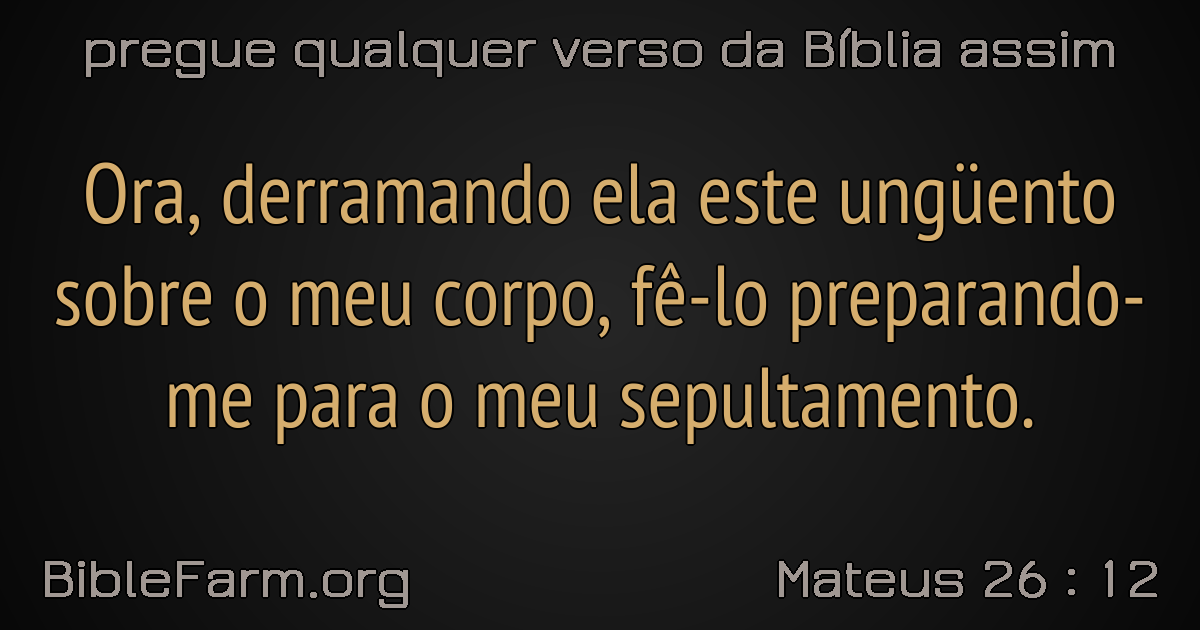 pregue qualquer verso da Bíblia assim
Ora, derramando ela este ungüento
sobre o meu corpo, fê-lo preparando-
me para o meu sepultamento.
BibleFarm.org
Mateus 26 : 12